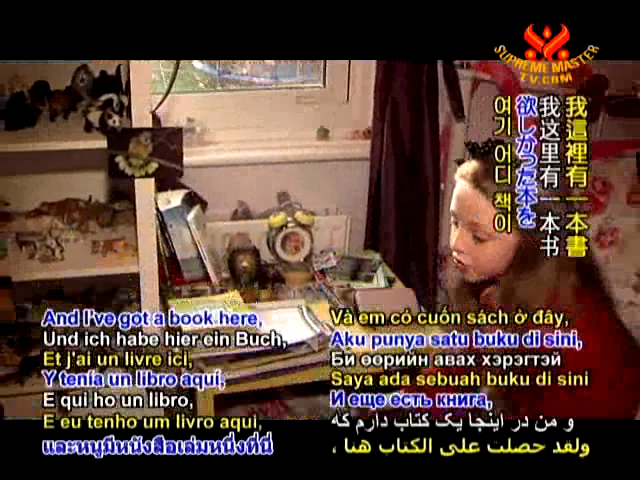 SUPREME MASTER
TV.COM
我這裡有一本書
我这里有一本书
欲しかった本を
여기 어디 책이
And I've got a book here,
Und ich habe hier ein Buch,
Et j'ai un livre ici,
Y tenía un libro aquí,
E qui ho un libro,
E eu tenho um livro aqui,
และหนูมีหนังสือเล่มหนึ่งที่นี่
Và em có cuốn sách ở đây,
Aku punya satu buku di sini,
Би өөрийн авах хэрэгтэй
Saya ada sebuah buku di sini
И еще есть книга,
و من در اینجا یک کتاب دارم که
ولقد حصلت على الكتاب هنا ،